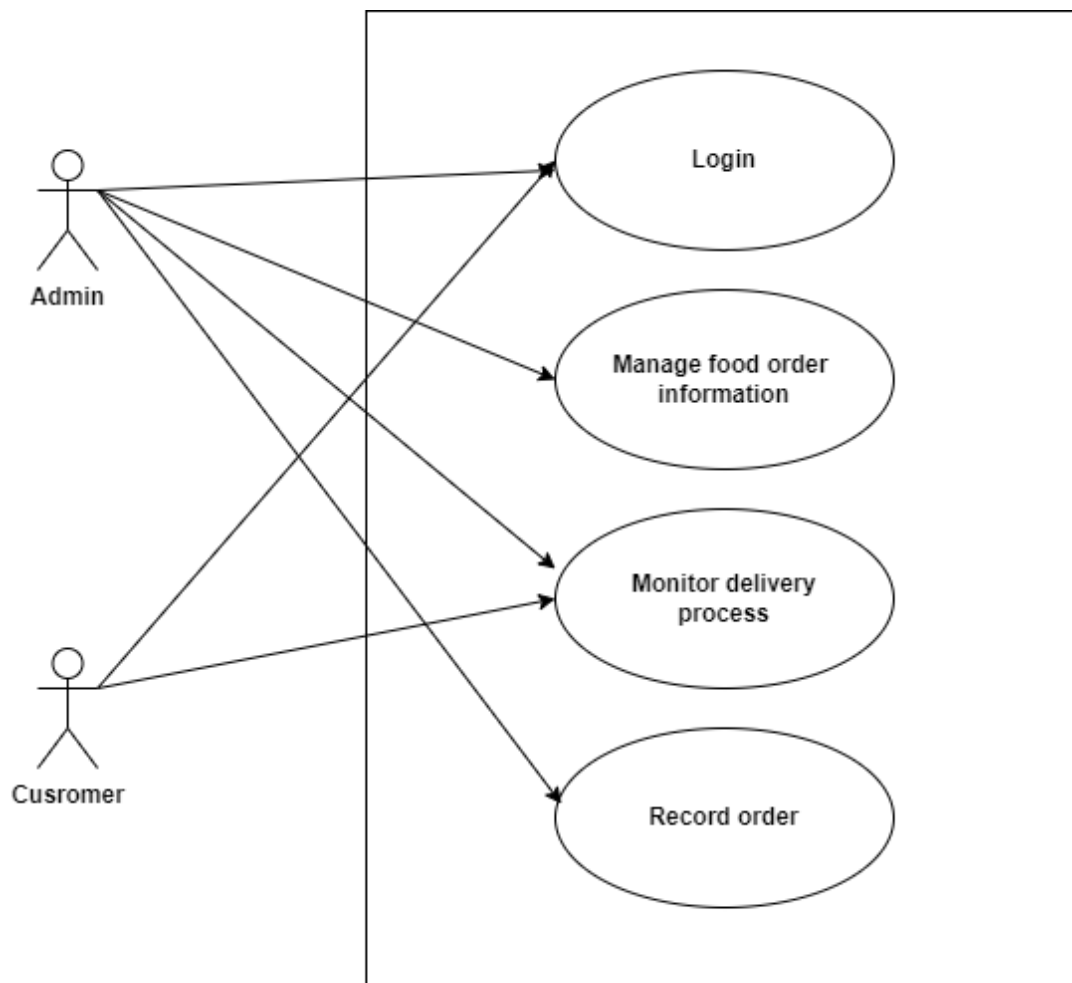 Login
Admin
Manage food order
information
Monitor delivery
process
Cusromer
Record order